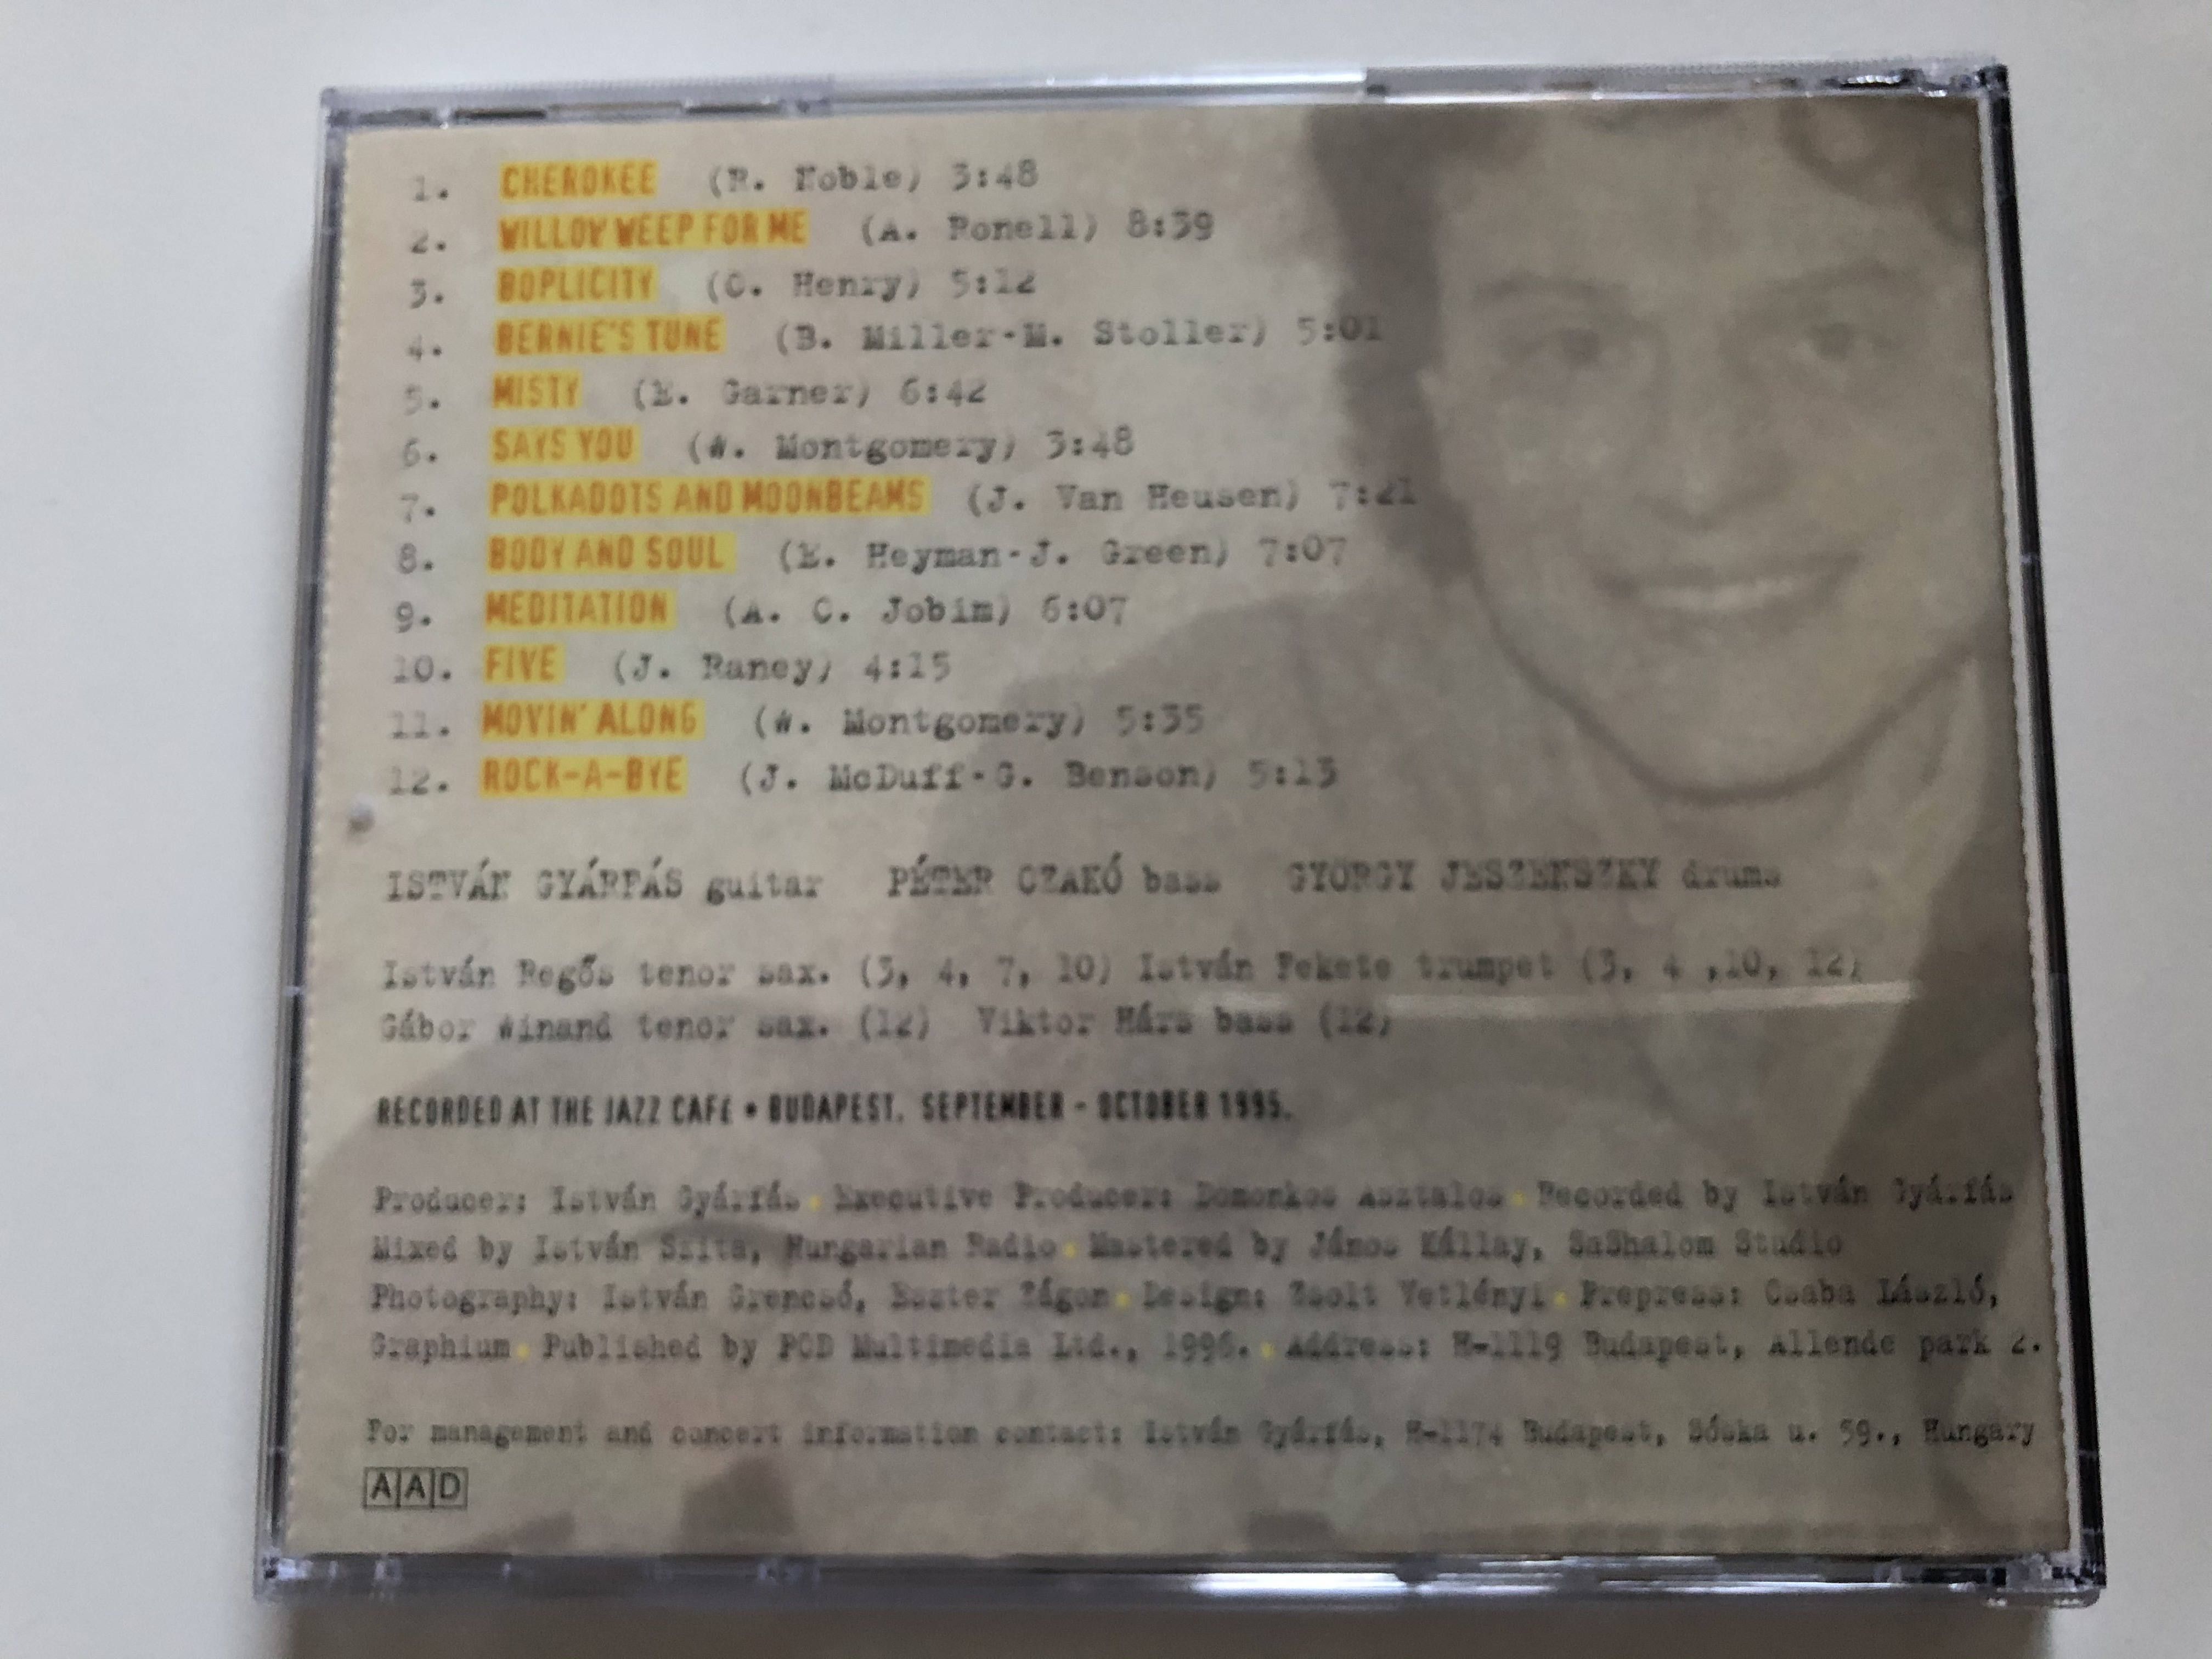 1. CHEROKEE (R. Noble) 3:48
2. WILLOW WEEP FOR ME (A. Ronell) 8:39
3. BOPLICITY (C. Henry) 5:12
4. BERNIE'S TUNE (B. Miller-M. Stoller) 5:01
5. MISTY (E. Garner) 6:42
6. SAYS YOU (W. Montgomery) 3:48
7. POLKADOTS AND MOONBEAMS (J. Van Heusen) 7:21
8. BODY AND SOUL (E. Heyman-J. Green) 7:07
9. MEDITATION (A. C. Jobim) 6:07
10. FIVE (J. Raney) 4:15
11. MOVIN' ALONG (W. Montgomery) 5:35
12. ROCK-A-BYE (J. McDuff-G. Benson) 5:13
ISTVÁN GYÁRFÁS guitar PÉTER CZAKÓ bass GYÖRGY JESZENSZKY drums
István Regős tenor sax. (3, 4, 7, 10) István Fekete trumpet (3, 4 ,10, 12)
Gábor Winand tenor sax. (12) Viktor Hárs bass (12)
RECORDED AT THE JAZZ CAFÉ • BUDAPEST. SEPTEMBER - OCTOBER 1995.
Producer: István Gyárfás • Executive Producer: Domonkos Asztalos • Recorded by István Gyárfás
Mixed by István Szita, Hungarian Radio • Mastered by János Kállay, SaShalom Studio
Photography: István Grencsó, Eszter Zágon • Design: Zsolt Vetlényi • Prepress: Csaba László,
Graphium • Published by PCD Multimedia Ltd., 1996. • Address: H-1119 Budapest, Allende park 2.
For management and concert information contact: István Gyárfás, H-1174 Budapest, Sóska u. 59., Hungary
AAD